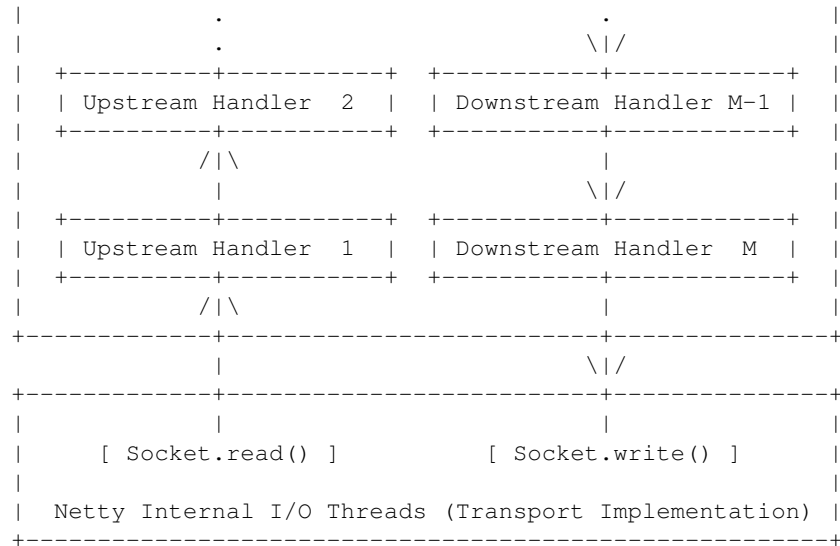 Upstream Handler 2 Downstream Handler M-1
Upstream Handler 1 Downstream Handler M
[ Socket.read() ] [ Socket.write() ]
Netty Internal I/O Threads (Transport Implementation)